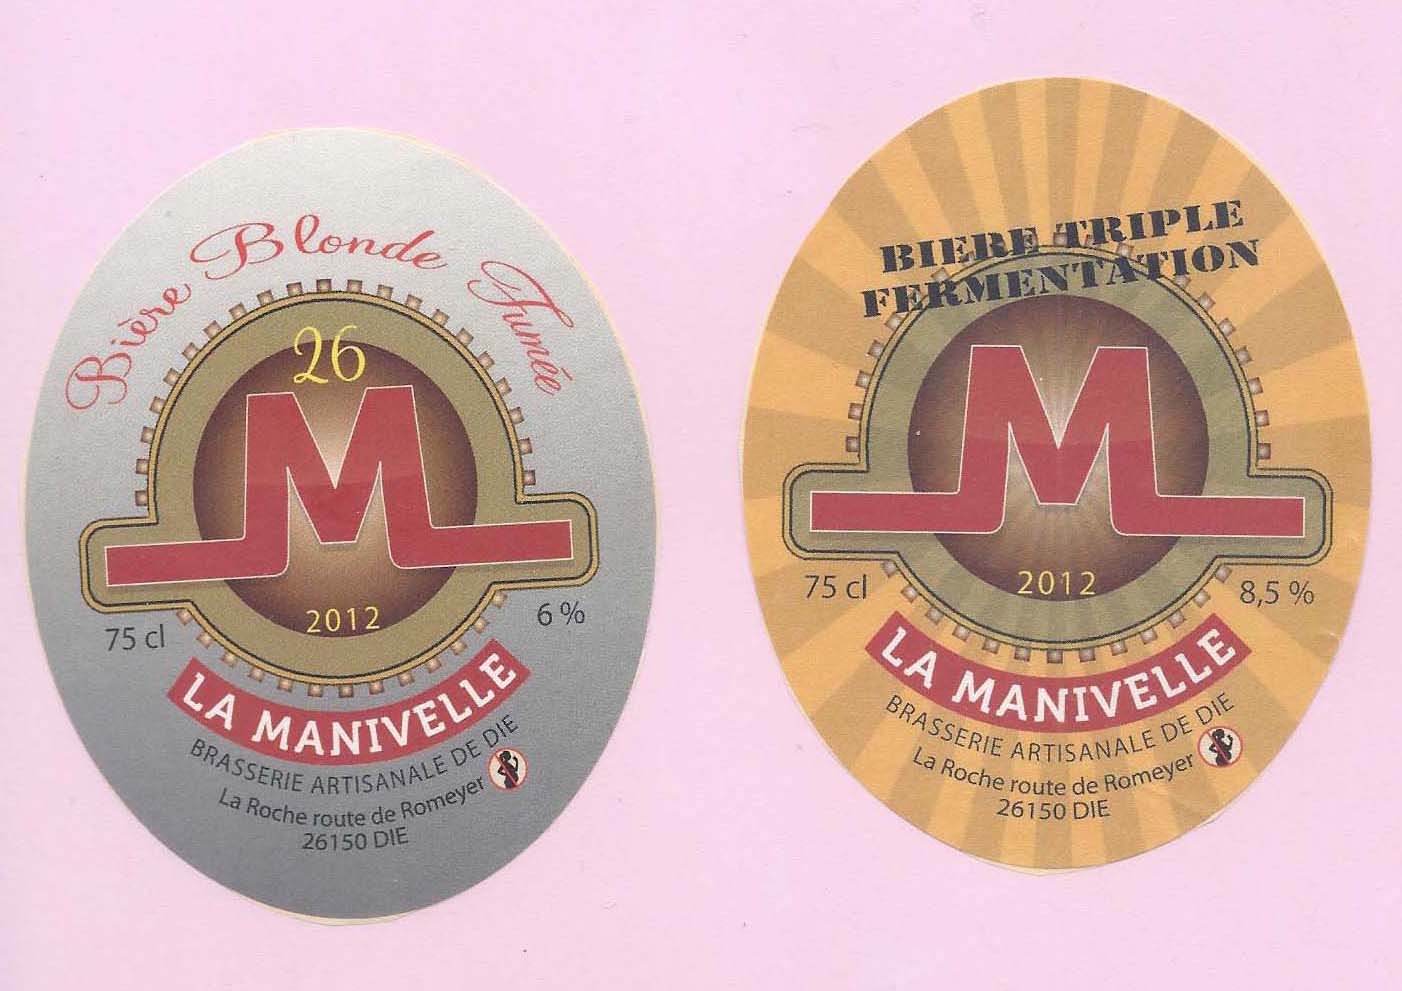 Bière Blonde Fumée
26
M
2012
75 cl
6 %
LA MANIVELLE
BRASSERIE ARTISANALE DE DIE
La Roche route de Romeyer
26150 DIE
BIERE TRIPLE
FERMENTATION
M
2012
75 cl
8,5 %
LA MANIVELLE
BRASSERIE ARTISANALE DE DIE
La Roche route de Romeyer
26150 DIE